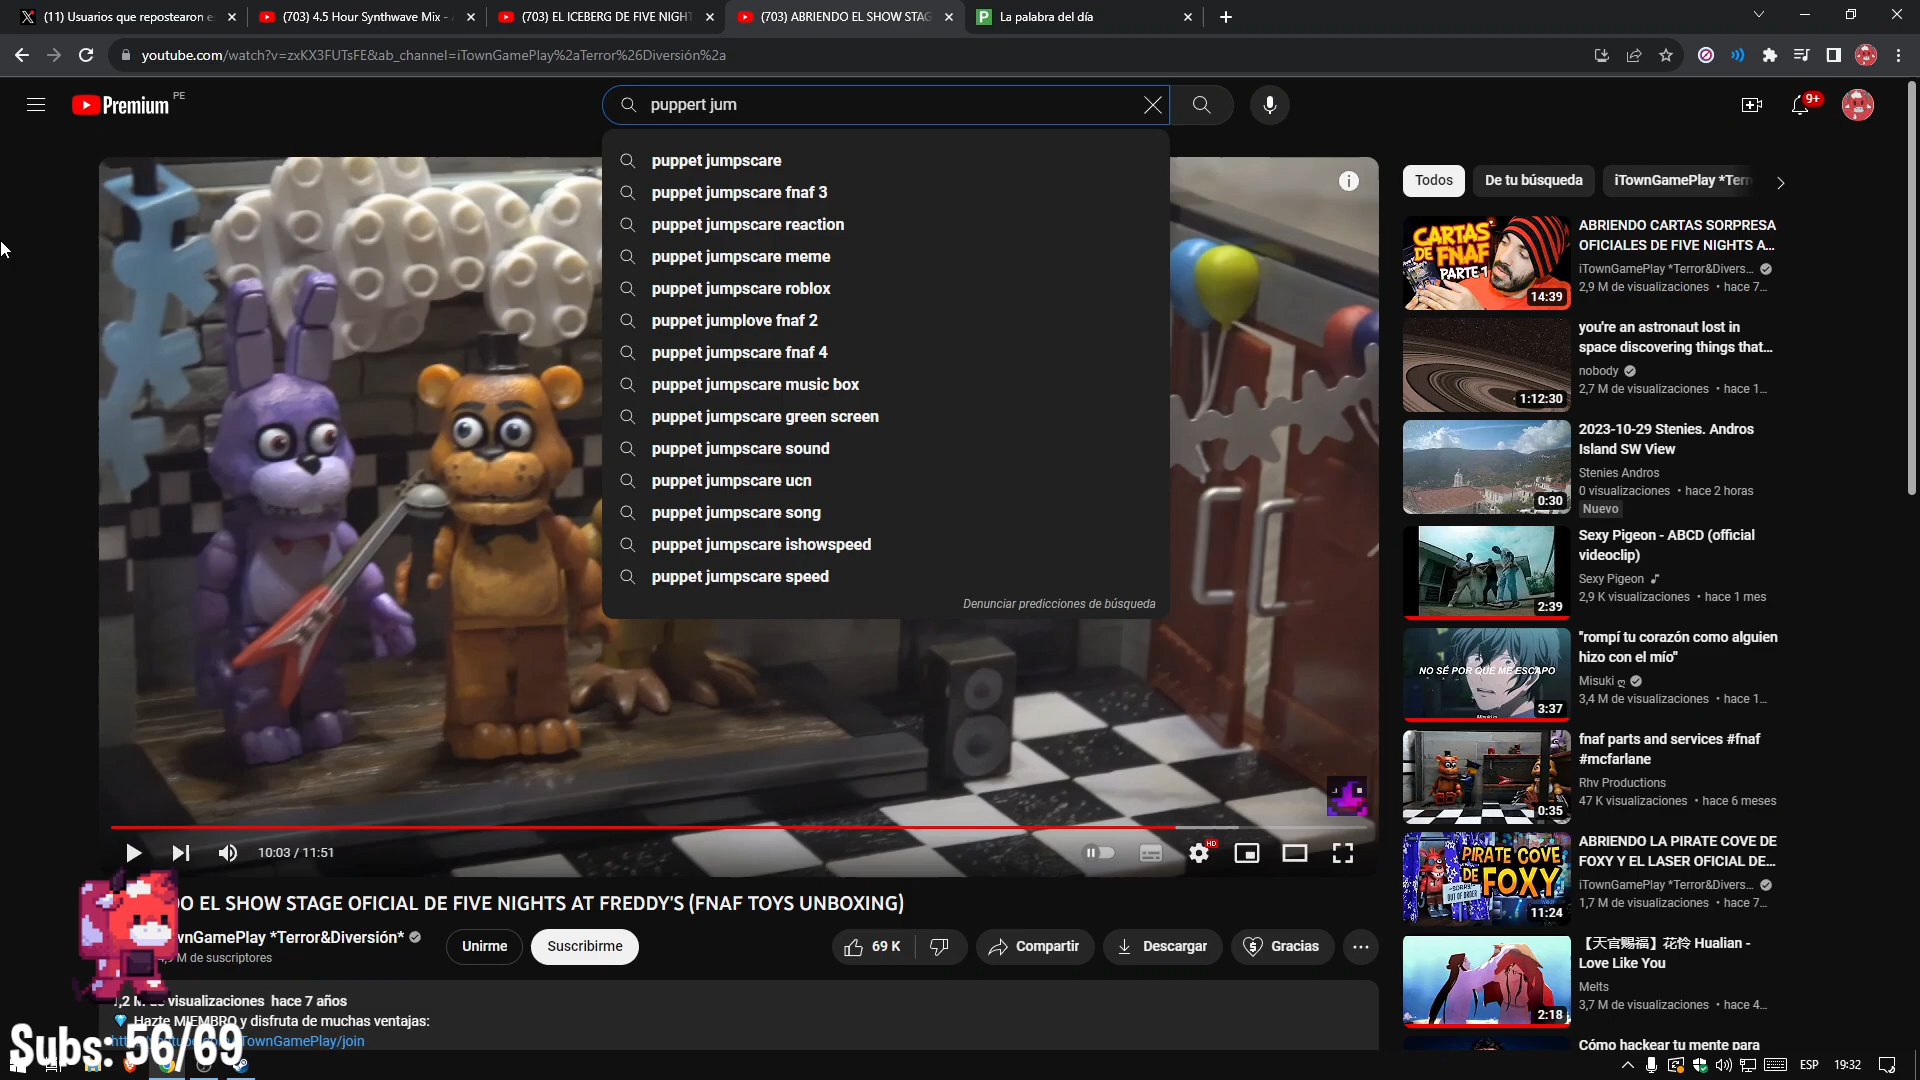 (11) Usuarios que repostearon e
(703) 4.5 Hour Synthwave Mix -
(703) EL ICEBERG DE FIVE NIGHT
(703) ABRIENDO EL SHOW STAG
La palabra del día
youtube.com/watch?v=zxKX3FUTsFE&ab_channel=iTownGamePlay%2aTerror%26Diversión%2a
Premium PE
puppert jum
9+
puppet jumpscare
puppet jumpscare fnaf 3
puppet jumpscare reaction
puppet jumpscare meme
puppet jumpscare roblox
puppet jumplove fnaf 2
puppet jumpscare fnaf 4
puppet jumpscare music box
puppet jumpscare green screen
puppet jumpscare sound
puppet jumpscare ucn
puppet jumpscare song
puppet jumpscare ishowspeed
puppet jumpscare speed
Denunciar predicciones de búsqueda
10:03 / 11:51
HD
O EL SHOW STAGE OFICIAL DE FIVE NIGHTS AT FREDDY'S (FNAF TOYS UNBOXING)
wnGamePlay *Terror&Diversión*
M de suscriptores
Unirme
Suscribirme
69 K
Compartir
Descargar
Gracias
visualizaciones hace 7 años
Hazte MIEMBRO y disfruta de muchas ventajas:
TownGamePlay/join
Subs: 56/69
Todos
De tu búsqueda
iTownGamePlay *Terr
CARTAS
DE FNAF
PARTE 1
14:39
ABRIENDO CARTAS SORPRESA
OFICIALES DE FIVE NIGHTS A...
iTownGamePlay *Terror&Divers...
2,9 M de visualizaciones • hace 7...
1:12:30
you're an astronaut lost in
space discovering things that...
nobody
2,7 M de visualizaciones • hace 1...
0:30
2023-10-29 Stenies. Andros
Island SW View
Stenies Andros
0 visualizaciones • hace 2 horas
Nuevo
2:39
Sexy Pigeon - ABCD (official
videoclip)
Sexy Pigeon
2,9 K visualizaciones • hace 1 mes
NO SÉ POR QUÉ ME ESCAPO
3:37
"rompí tu corazón como alguien
hizo con el mío"
Misuki ღ
3,4 M de visualizaciones • hace 1...
0:35
fnaf parts and services #fnaf
#mcfarlane
Rhv Productions
47 K visualizaciones • hace 6 meses
PIRATE COVE
DE FOXY
OUT OF ORDER
11:24
ABRIENDO LA PIRATE COVE DE
FOXY Y EL LASER OFICIAL DE...
iTownGamePlay *Terror&Divers...
1,7 M de visualizaciones • hace 7...
2:18
【天官赐福】花怜 Hualian -
Love Like You
Melts
3,7 M de visualizaciones • hace 4...
Cómo hackear tu mente para
ESP
19:32